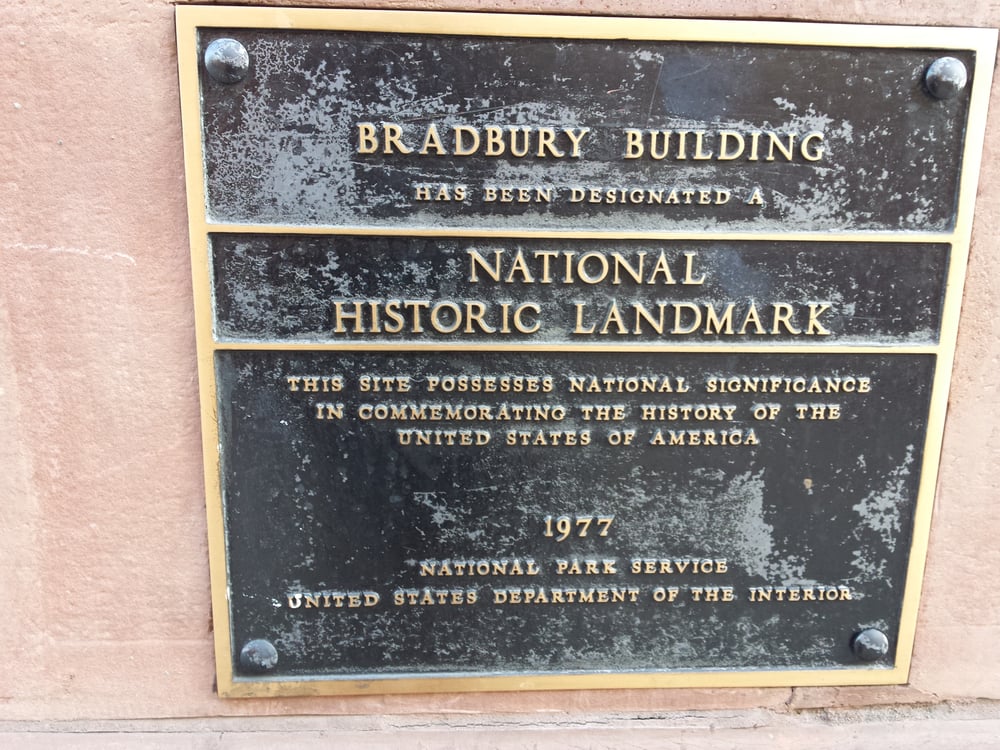 BRADBURY BUILDING
HAS BEEN DESIGNATED A
NATIONAL
HISTORIC LANDMARK
THIS SITE POSSESSES NATIONAL SIGNIFICANCE
IN COMMEMORATING THE HISTORY OF THE
UNITED STATES OF AMERICA
1977
NATIONAL PARK SERVICE
UNITED STATES DEPARTMENT OF THE INTERIOR